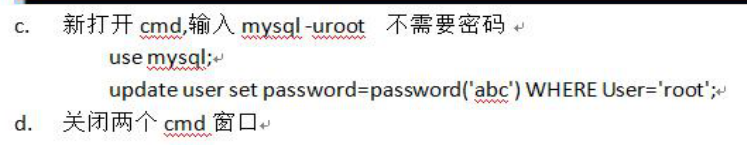 c. 新打开 cmd,输入 mysql -uroot 不需要密码
use mysql;
update user set password=password('abc') WHERE User='root';
d. 关闭两个 cmd 窗口